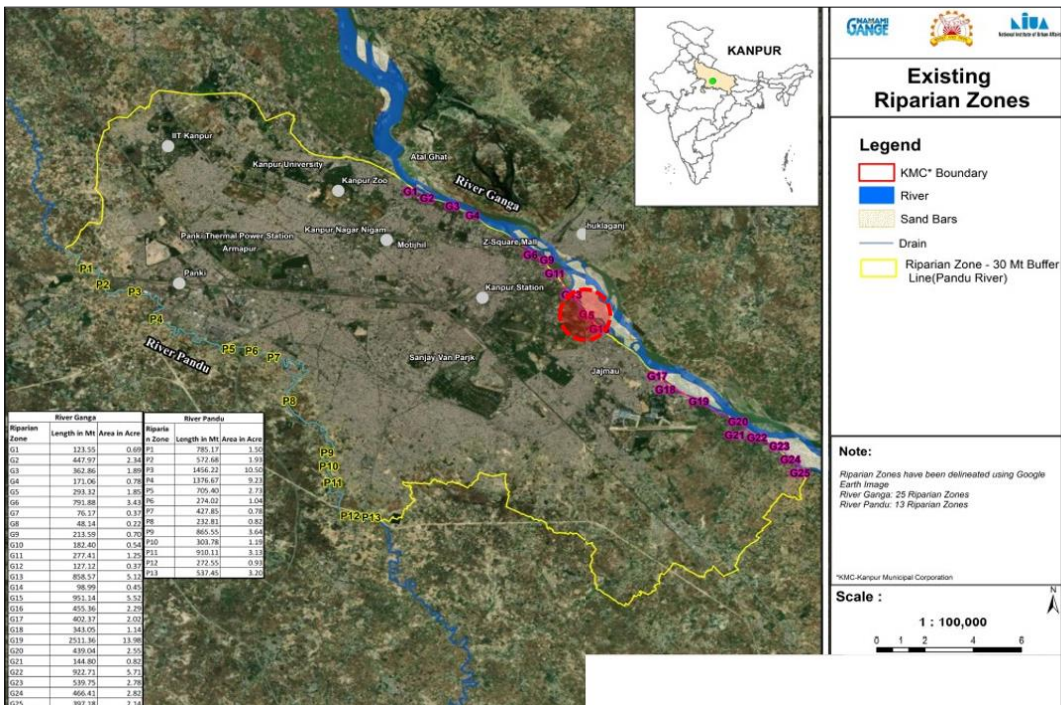 IIT Kanpur
Kanpur University
Kanpur Zoo
Atal Ghat
River Ganga
G1
G2
G3
G4
Panki Thermal Power Station
Armapur
Kanpur Nagar Nigam
Motijhil
Z-Square Mall
huklaganj
G6
G9
G11
Panki
Kanpur Station
G5
P1
P2
P3
P4
P5
P6
P7
P8
River Pandu
Sanjay Van Parjk
Jajmau
G17
G18
G19
G20
G21
G22
G23
G24
G25
P9
P10
P11
P12
P13
KANPUR
River Ganga
Riparian Zone Length in Mt Area in Acre
G1 123.55 0.69
G2 447.97 2.34
G3 362.86 1.89
G4 171.06 0.78
G5 293.32 1.85
G6 791.88 3.43
G7 76.17 0.37
G8 48.14 0.22
G9 213.59 0.70
G10 182.40 0.54
G11 277.41 1.25
G12 127.12 0.37
G13 858.57 5.12
G14 98.99 0.45
G15 951.14 5.52
G16 455.36 2.29
G17 402.37 2.02
G18 343.05 1.14
G19 2511.36 13.98
G20 439.04 2.55
G21 144.80 0.82
G22 922.71 5.71
G23 539.75 2.78
G24 466.41 2.82
G25 397.18 2.14
River Pandu
Riparia n Zone Length in Mt Area in Acre
P1 785.17 1.50
P2 572.68 1.93
P3 1456.22 10.50
P4 1376.67 9.23
P5 705.40 2.73
P6 274.02 1.04
P7 427.85 0.78
P8 232.81 0.82
P9 865.55 3.64
P10 303.78 1.19
P11 910.11 3.13
P12 272.55 0.93
P13 537.45 3.20
NAMAMI
GANGE
NIUA
National Institute of Urban Affairs
Existing
Riparian Zones
Legend
KMC* Boundary
River
Sand Bars
Drain
Riparian Zone - 30 Mt Buffer
Line(Pandu River)
Note:
Riparian Zones have been delineated using Google
Earth Image
River Ganga: 25 Riparian Zones
River Pandu: 13 Riparian Zones
*KMC-Kanpur Municipal Corporation
Scale :
N
1 : 100,000
0 1 2 4 6